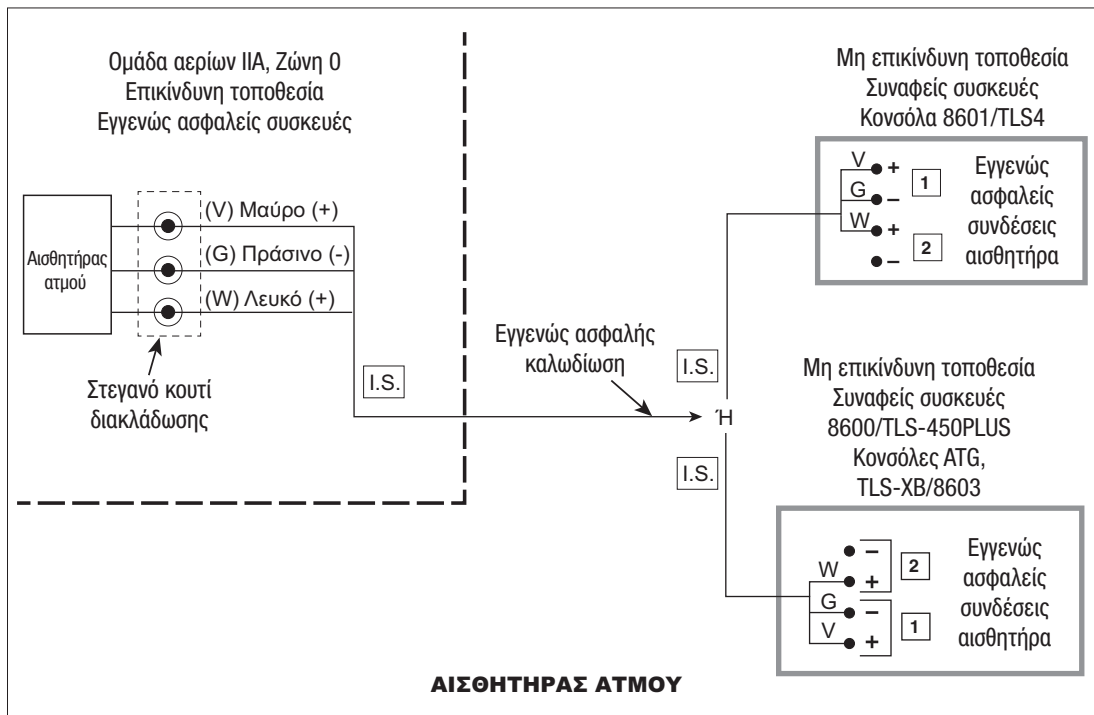 Ομάδα αερίων IIA, Ζώνη 0
Επικίνδυνη τοποθεσία
Εγγενώς ασφαλείς συσκευές
Αισθητήρας
ατμού
(V) Μαύρο (+)
(G) Πράσινο (-)
(W) Λευκό (+)
Στεγανό κουτί
διακλάδωσης
I.S.
Εγγενώς ασφαλής
καλωδίωση
I.S.
Ή
I.S.
Μη επικίνδυνη τοποθεσία
Συναφείς συσκευές
Κονσόλα 8601/TLS4
V +
G − 1
W +
− 2
Εγγενώς
ασφαλείς
συνδέσεις
αισθητήρα
Μη επικίνδυνη τοποθεσία
Συναφείς συσκευές
8600/TLS-450PLUS
Κονσόλες ATG,
TLS-XB/8603
− 2
W +
G − 1
V +
Εγγενώς
ασφαλείς
συνδέσεις
αισθητήρα
ΑΙΣΘΗΤΗΡΑΣ ΑΤΜΟΥ